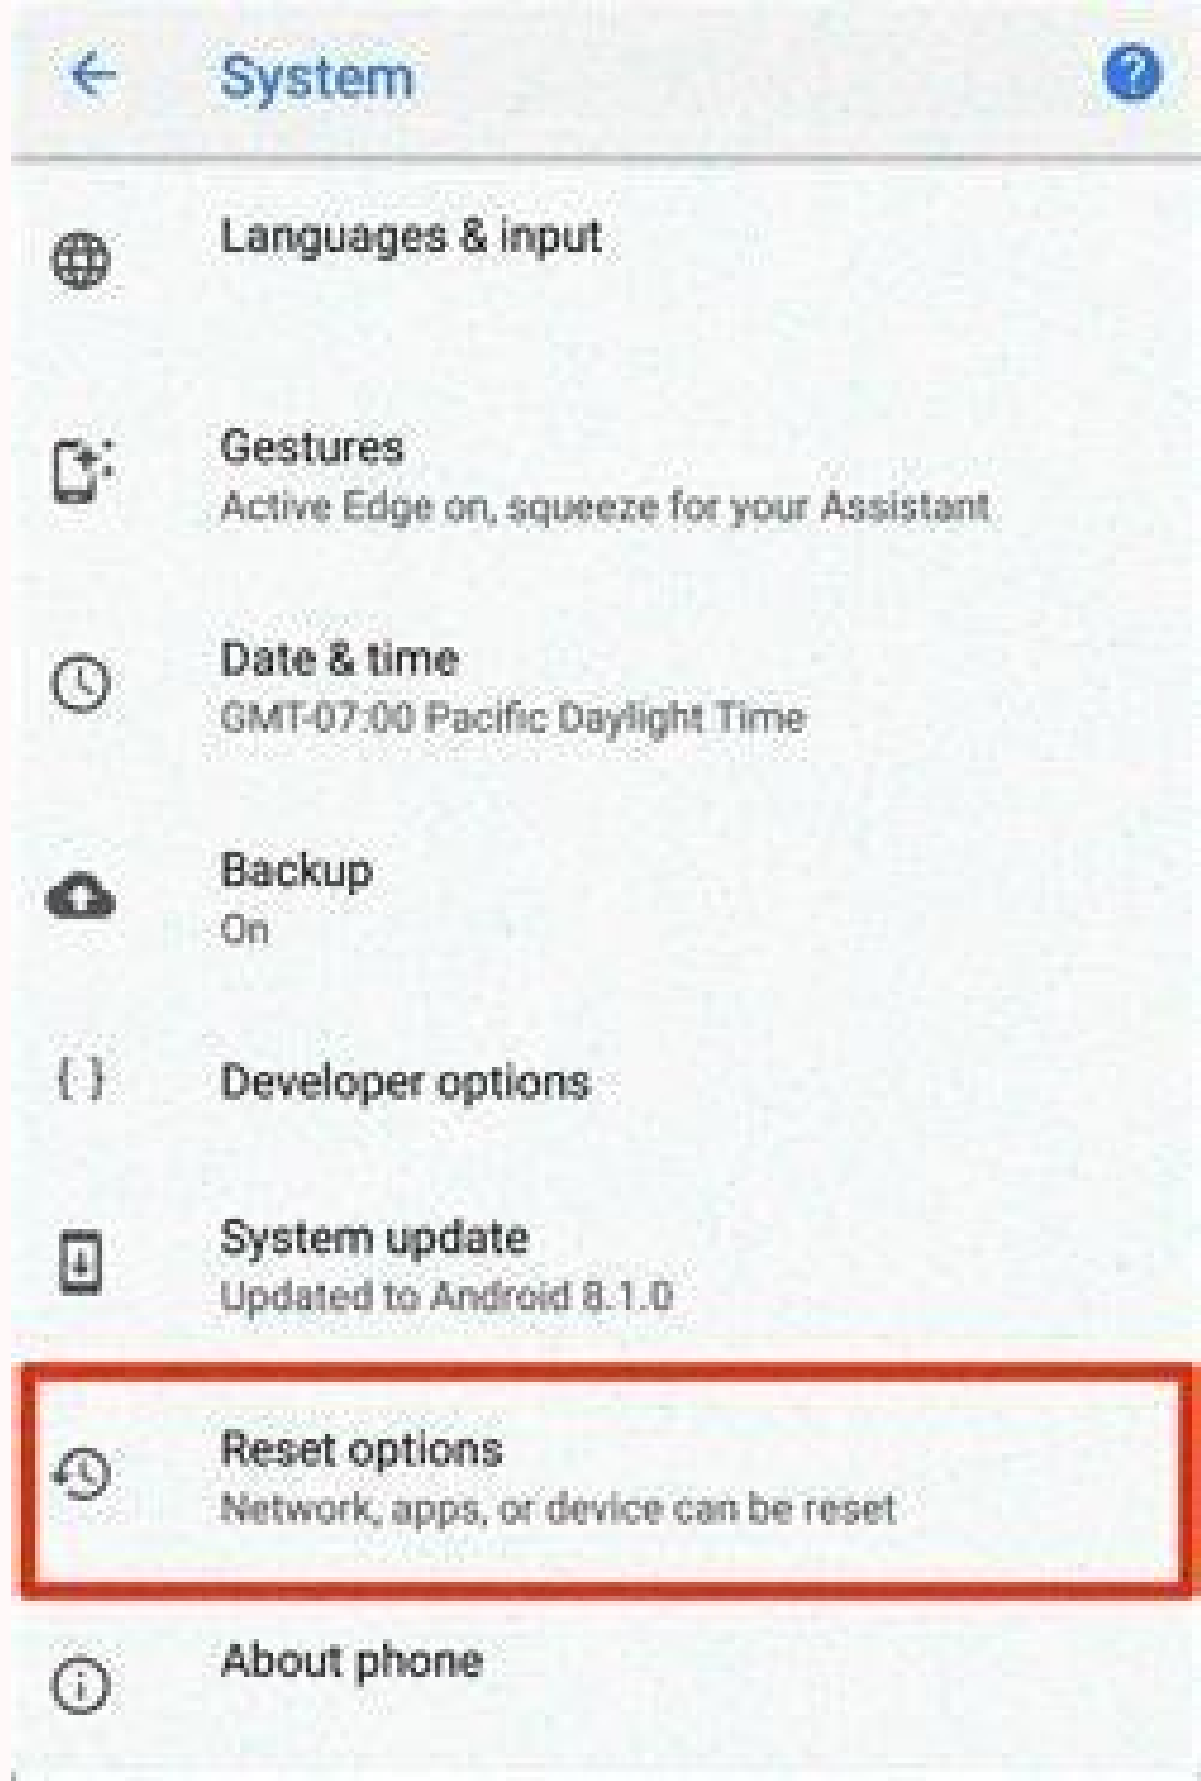 System
Languages & input
Gestures
Active Edge on, squeeze for your Assistant
Date & time
GMT-07:00 Pacific Daylight Time
Backup
On
Developer options
System update
Updated to Android 8.1.0
Reset options
Network, apps, or device can be reset
About phone